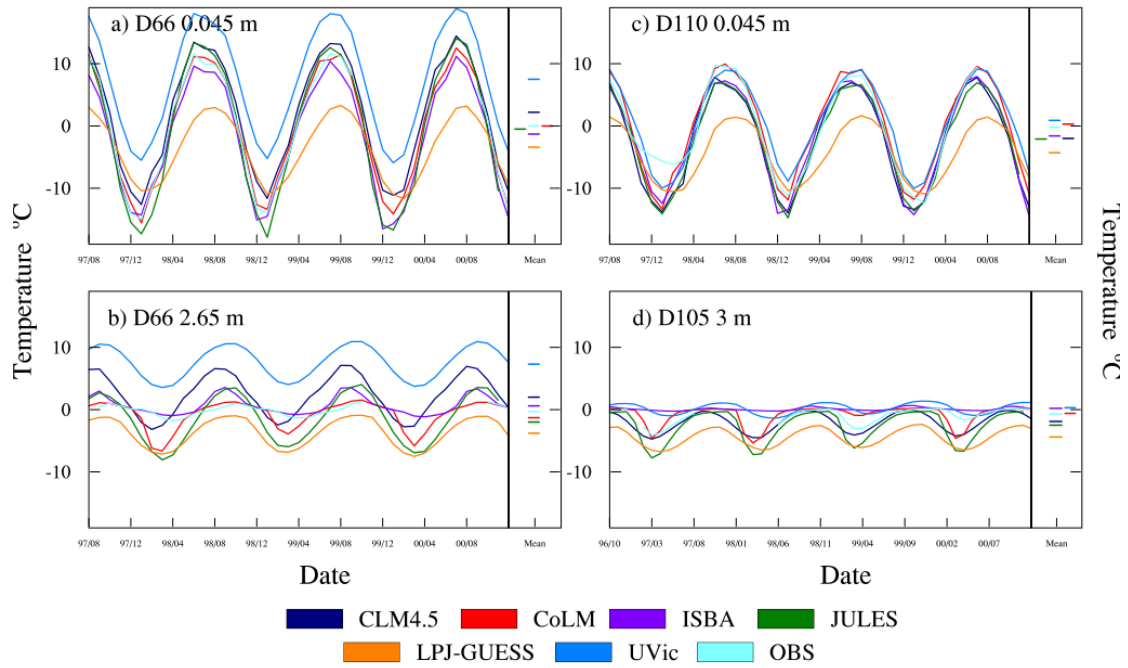 a) D66 0.045 m
10
0
-10
97/08 97/12 98/04 98/08 98/12 99/04 99/08 99/12 00/04 00/08 Mean
c) D110 0.045 m
10
0
-10
97/08 97/12 98/04 98/08 98/12 99/04 99/08 99/12 00/04 00/08 Mean
Temperature ºC
Temperature ºC
b) D66 2.65 m
10
0
-10
97/08 97/12 98/04 98/08 98/12 99/04 99/08 99/12 00/04 00/08 Mean
d) D105 3 m
10
0
-10
96/10 97/03 97/08 98/01 98/06 98/11 99/04 99/09 00/02 00/07 Mean
Date
Date
CLM4.5 CoLM ISBA JULES
LPJ-GUESS UVic OBS